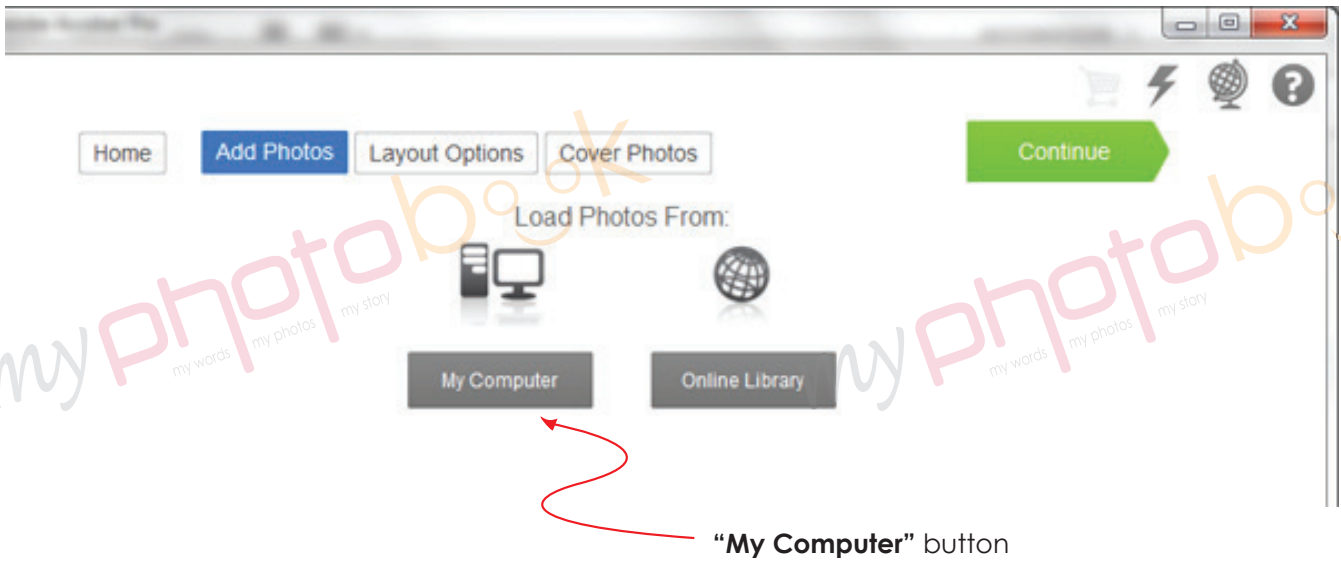 Home Add Photos Layout Options Cover Photos Continue
Load Photos From:
my photobook
my words my photos my story
my photobo
my words my photos my story
My Computer Online Library
“My Computer” button